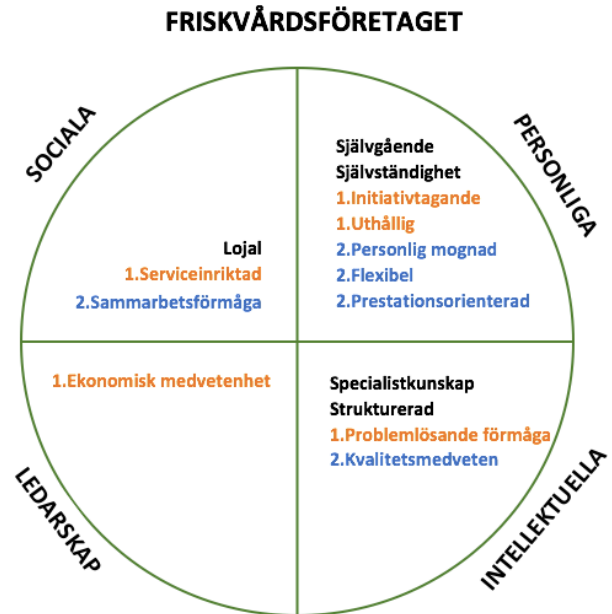 FRISKVÅRDSFÖRETAGET
SOCIALA
PERSONLIGA
Lojal
1.Serviceinriktad
2.Sammarbetsförmåga
Självgående
Självständighet
1.Initiativtagande
1.Uthållig
2.Personlig mognad
2.Flexibel
2.Prestationsorienterad
1.Ekonomisk medvetenhet
Specialistkunskap
Strukturerad
1.Problemlösande förmåga
2.Kvalitetsmedveten
LEDARSKAP
INTELLEKTUELLA